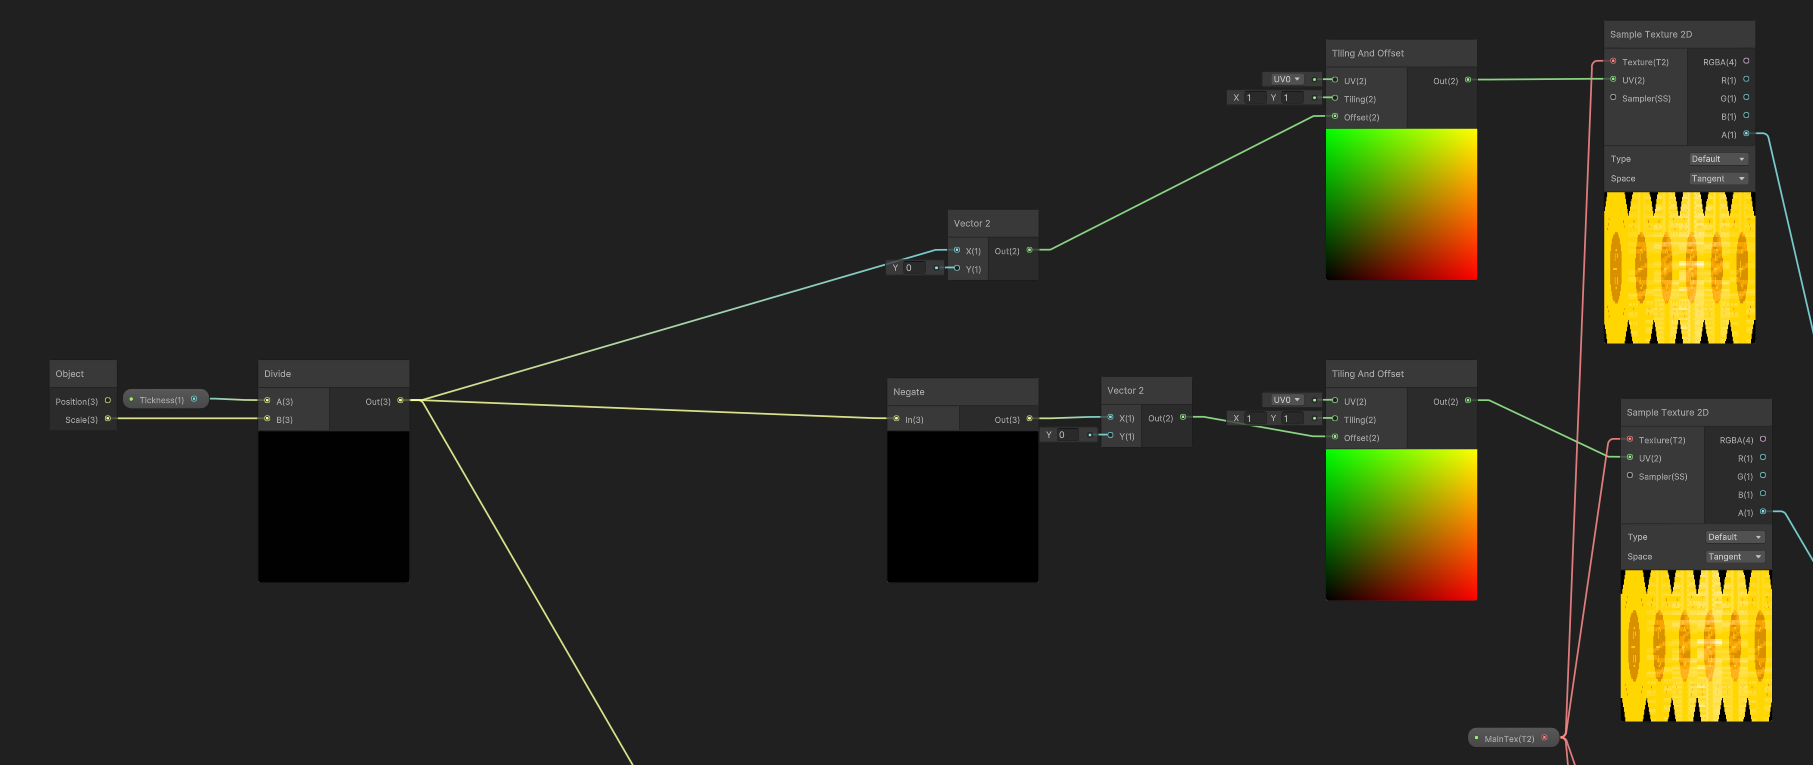 Sample Texture 2D
Texture(T2) RGBA(4)
UV(2) R(1)
Sampler(SS) G(1)
B(1)
A(1)
Type Default
Space Tangent
Tiling And Offset
UV0 UV(2) Out(2)
X 1 Y 1 Tiling(2)
Offset(2)
Vector 2
X(1) Out(2)
Y 0 Y(1)
Object
Position(3)
Scale(3)
Tickness(1)
Divide
A(3) Out(3)
B(3)
Negate
In(3) Out(3)
Vector 2
X(1) Out(2)
Y 0 Y(1)
Tiling And Offset
UV0 UV(2) Out(2)
X 1 Y 1 Tiling(2)
Offset(2)
Sample Texture 2D
Texture(T2) RGBA(4)
UV(2) R(1)
Sampler(SS) G(1)
B(1)
A(1)
Type Default
Space Tangent
MainTex(T2)